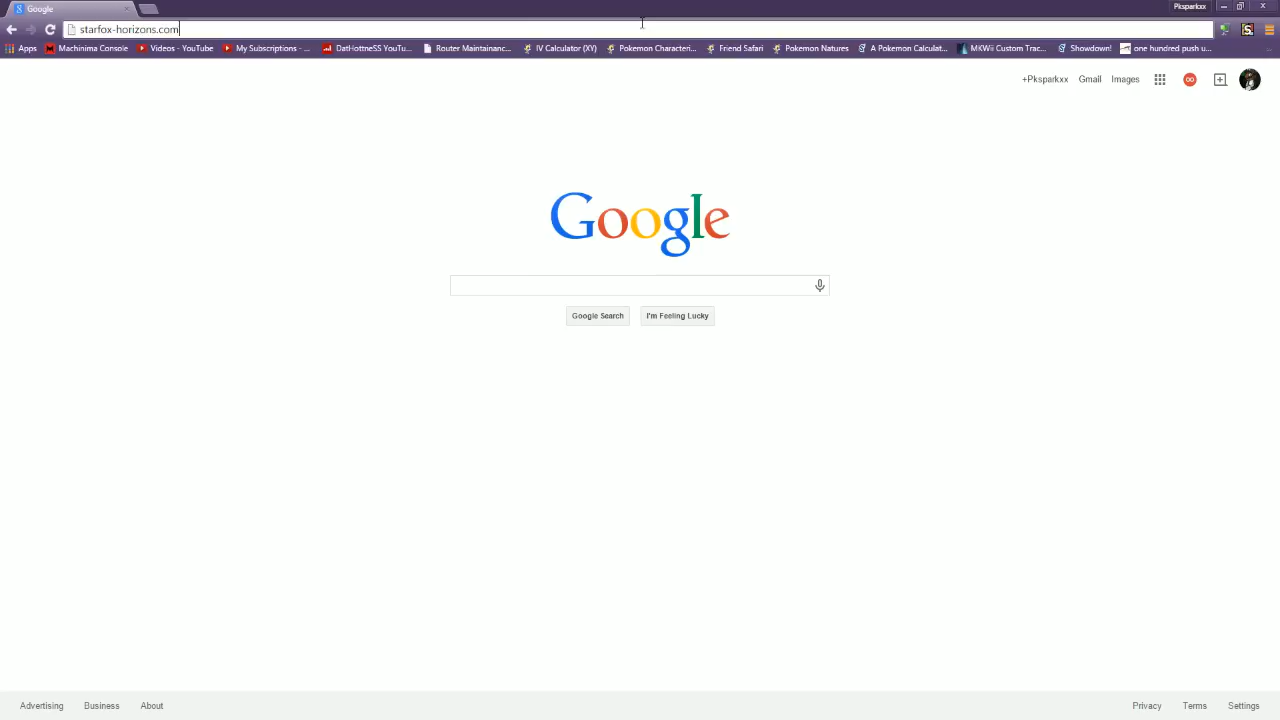 Google
Pksparkxx
starfox-horizons.com
Apps Machinima Console Videos - YouTube My Subscriptions - ... DatHottneSS YouTu... Router Maintainanc... IV Calculator (XY) Pokemon Characteri... Friend Safari Pokemon Natures A Pokemon Calculat... MKWii Custom Trac... Showdown! one hundred push u...
+Pksparkxx Gmail Images
Google
Google Search I'm Feeling Lucky
Advertising Business About Privacy Terms Settings